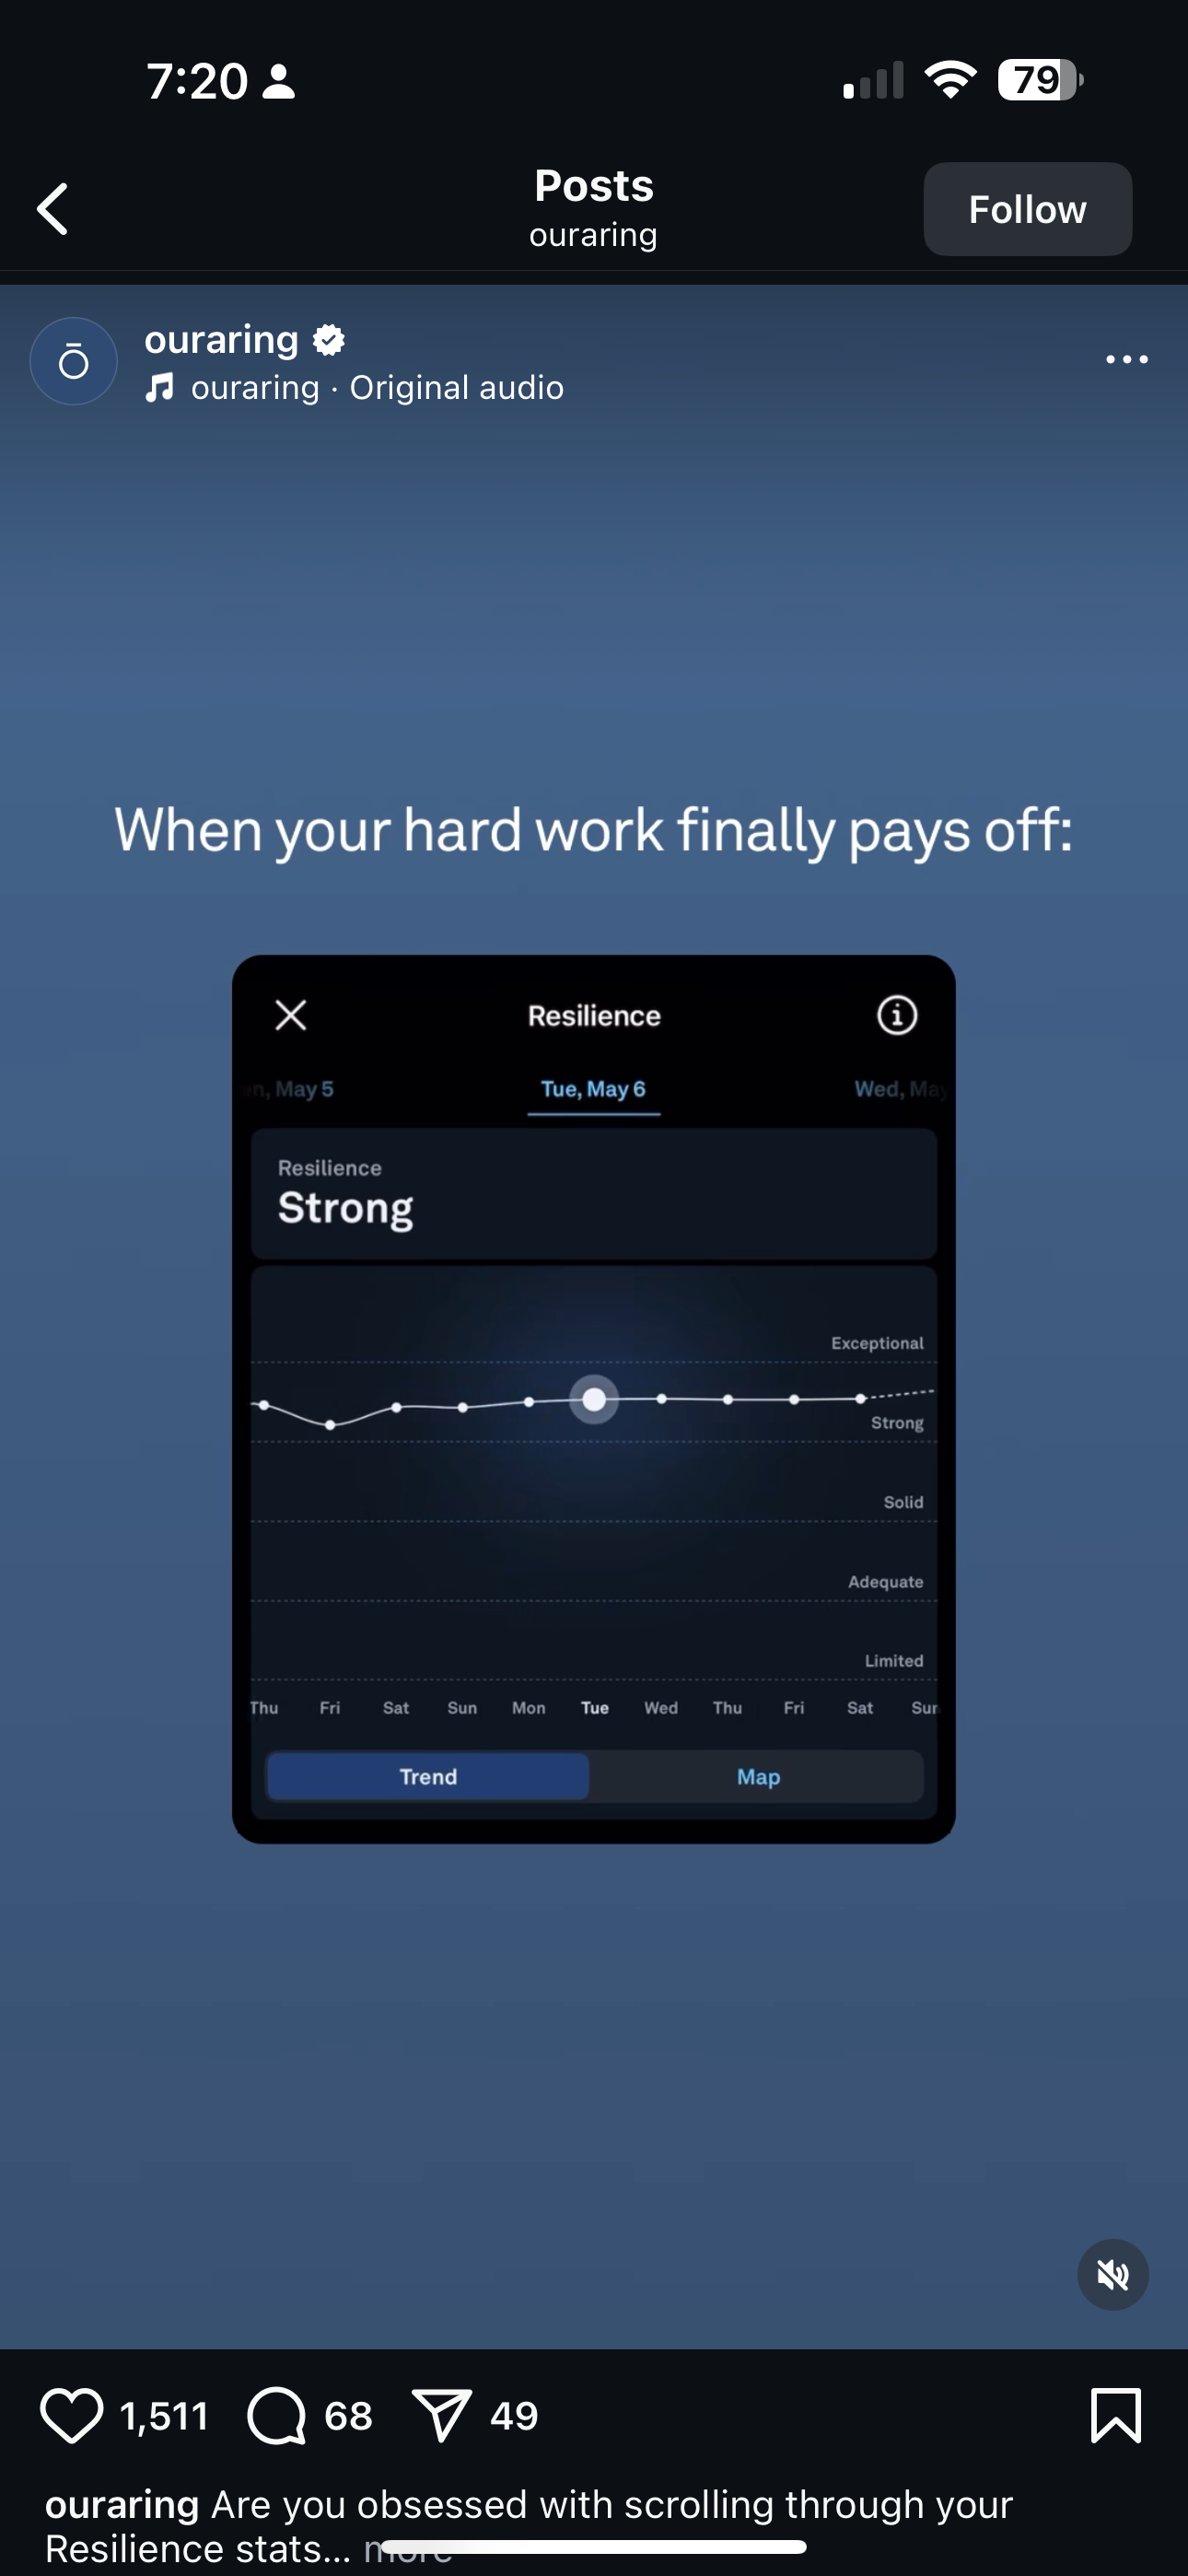 7:20
79
Posts
ouraring
Follow
ouraring
ouraring · Original audio
When your hard work finally pays off:
Resilience
n, May 5
Tue, May 6
Wed, May
Resilience
Strong
Exceptional
Strong
Solid
Adequate
Limited
Thu Fri Sat Sun Mon Tue Wed Thu Fri Sat Sun
Trend
Map
1,511
68
49
ouraring Are you obsessed with scrolling through your
Resilience stats... more